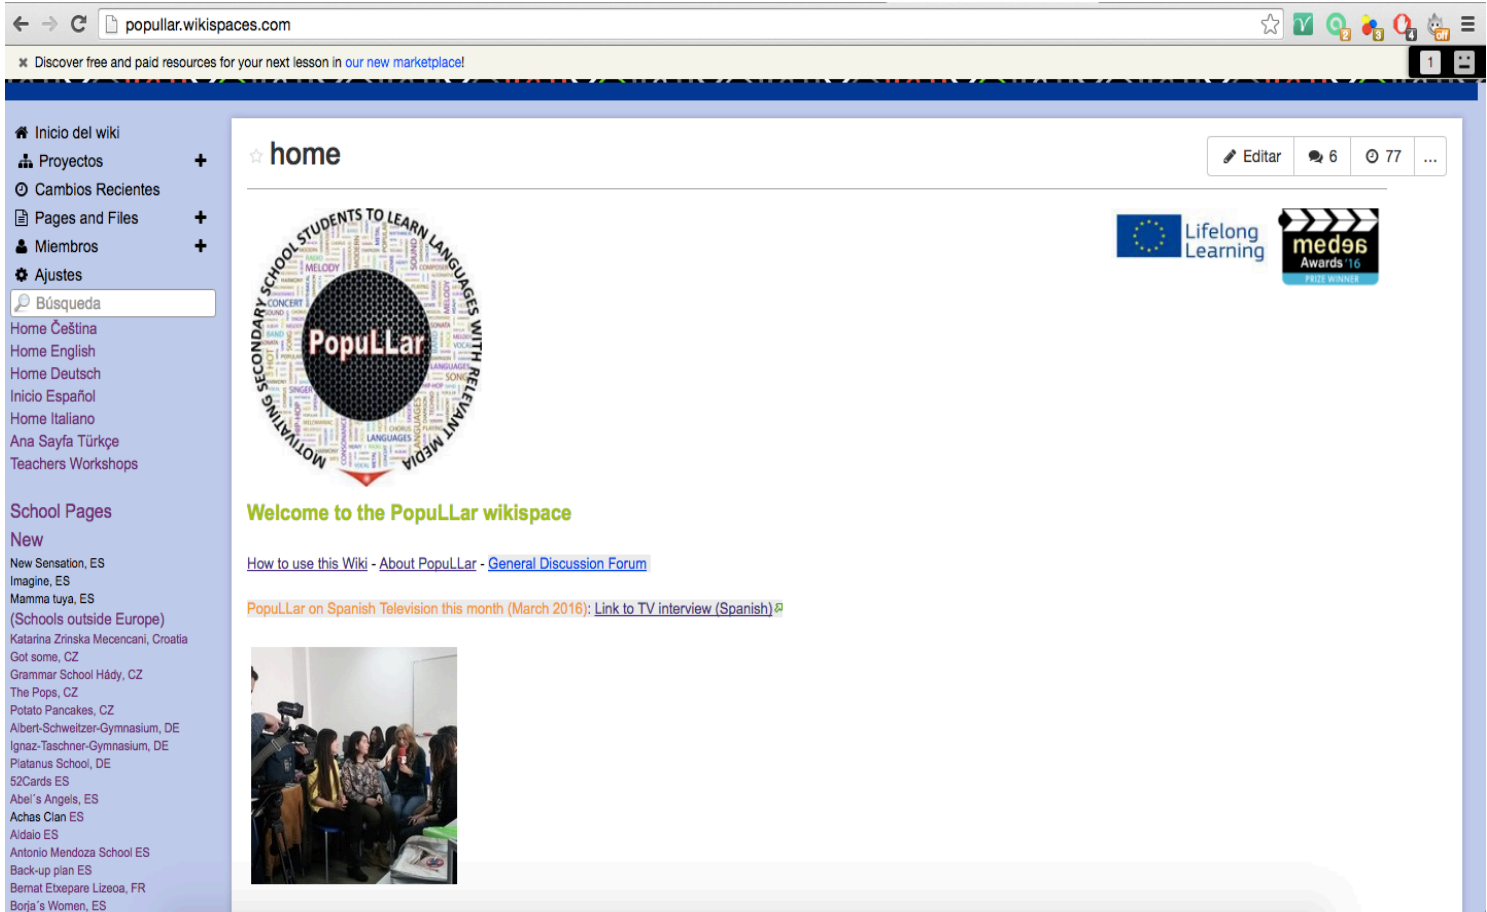 popullar.wikispaces.com
2
3
4
off
✖ Discover free and paid resources for your next lesson in our new marketplace!
1
Inicio del wiki
Proyectos +
Cambios Recientes
Pages and Files +
Miembros +
Ajustes
Búsqueda
Home Čeština
Home English
Home Deutsch
Inicio Español
Home Italiano
Ana Sayfa Türkçe
Teachers Workshops
School Pages
New
New Sensation, ES
Imagine, ES
Mamma tuya, ES
(Schools outside Europe)
Katarina Zrinska Mecencani, Croatia
Got some, CZ
Grammar School Hády, CZ
The Pops, CZ
Potato Pancakes, CZ
Albert-Schweitzer-Gymnasium, DE
Ignaz-Taschner-Gymnasium, DE
Platanus School, DE
52Cards ES
Abel´s Angels, ES
Achas Clan ES
Aldaio ES
Antonio Mendoza School ES
Back-up plan ES
Bernat Etxepare Lizeoa, FR
Borja´s Women, ES
home
Editar
6
77
...
MOTIVATING SECONDARY SCHOOL STUDENTS TO LEARN LANGUAGES WITH RELEVANT MEDIA
PopuLLar
MELODY
CONCERT
LANGUAGES
Lifelong
Learning
medea
Awards '16
PRIZE WINNER
Welcome to the PopuLLar wikispace
How to use this Wiki - About PopuLLar - General Discussion Forum
PopuLLar on Spanish Television this month (March 2016): Link to TV interview (Spanish)